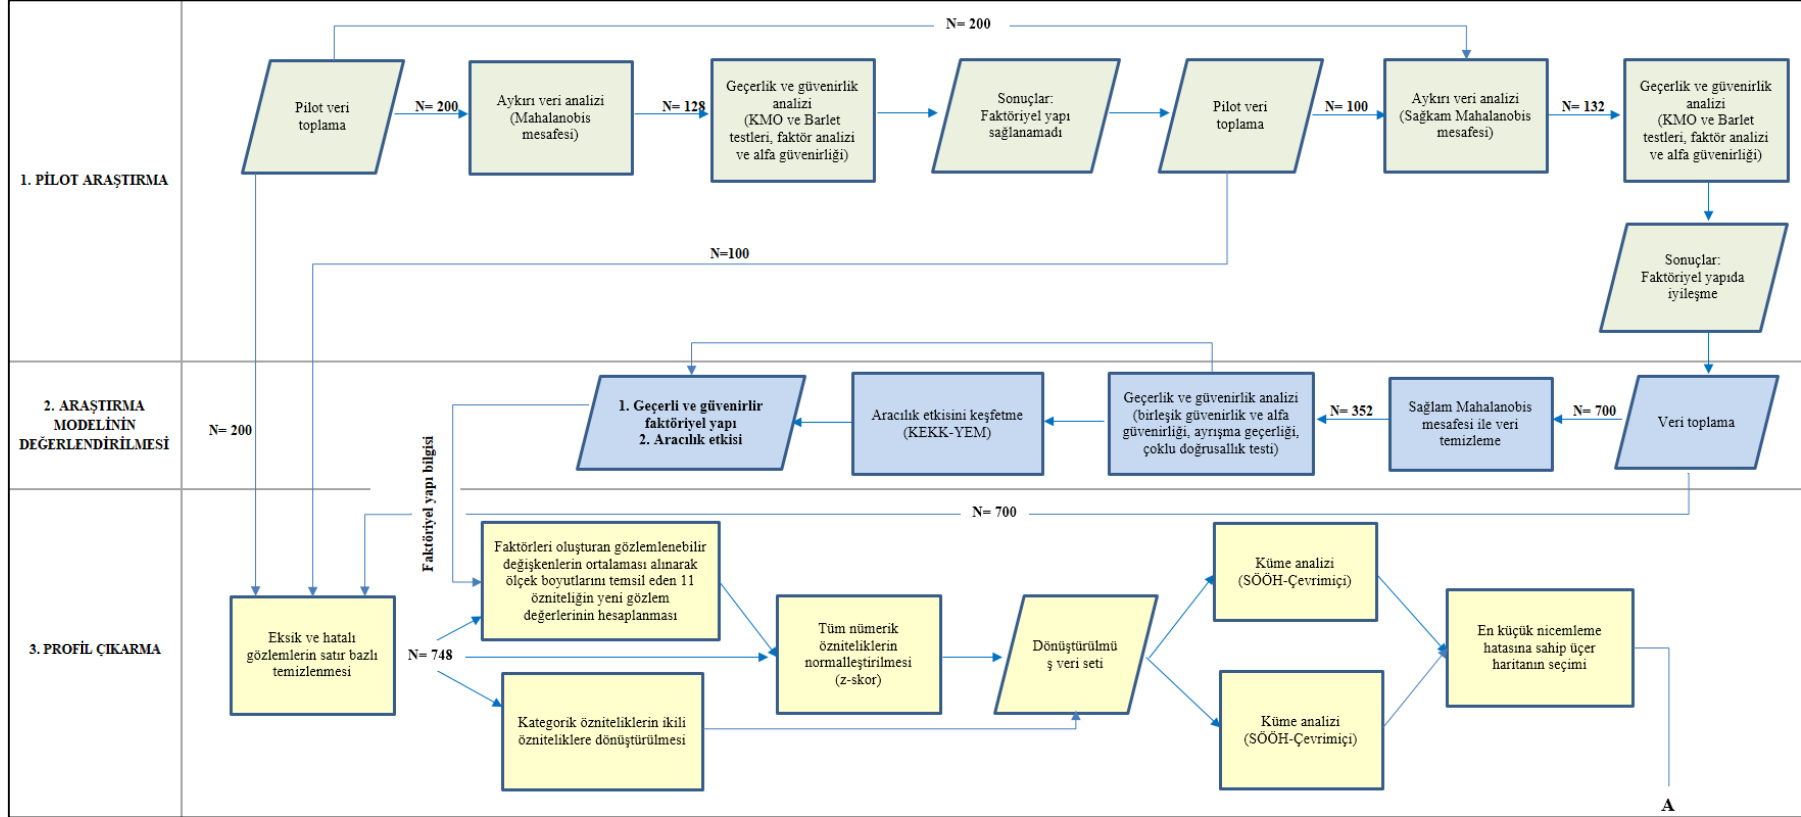 N= 200
1. PİLOT ARAŞTIRMA
Pilot veri
toplama
N= 200
Aykırı veri analizi
(Mahalanobis
mesafesi)
N= 128
Geçerlik ve güvenirlik
analizi
(KMO ve Barlet
testleri, faktör analizi
ve alfa güvenirliği)
Sonuçlar:
Faktöriyel yapı
sağlanamadı
Pilot veri
toplama
N= 100
Aykırı veri analizi
(Sağkam Mahalanobis
mesafesi)
N= 132
Geçerlik ve güvenirlik
analizi
(KMO ve Barlet
testleri, faktör analizi
ve alfa güvenirliği)
N=100
Sonuçlar:
Faktöriyel yapıda
iyileşme
2. ARAŞTIRMA
MODELİNİN
DEĞERLENDİRİLMESİ
N= 200
1. Geçerli ve güvenirlir
faktöriyel yapı
2. Aracılık etkisi
Aracılık etkisini keşfetme
(KEKK-YEM)
Geçerlik ve güvenirlik analizi
(birleşik güvenirlik ve alfa
güvenirliği, ayrışma geçerliği,
çoklu doğrusallık testi)
N= 352
Sağlam Mahalanobis
mesafesi ile veri
temizleme
N= 700
Veri toplama
Faktöriyel yapı bilgisi
N= 700
3. PROFİL ÇIKARMA
Eksik ve hatalı
gözlemlerin satır bazlı
temizlenmesi
N= 748
Faktörleri oluşturan gözlemlenebilir
değişkenlerin ortalaması alınarak
ölçek boyutlarını temsil eden 11
özniteliğin yeni gözlem
değerlerinin hesaplanması
Kategorik özniteliklerin ikili
özniteliklere dönüştürülmesi
Tüm nümerik
özniteliklerin
normalleştirilmesi
(z-skor)
Dönüştürülmü
ş veri seti
Küme analizi
(SÖÖH-Çevrimiçi)
Küme analizi
(SÖÖH-Çevrimiçi)
En küçük nicemleme
hatasına sahip üçer
haritanın seçimi
A